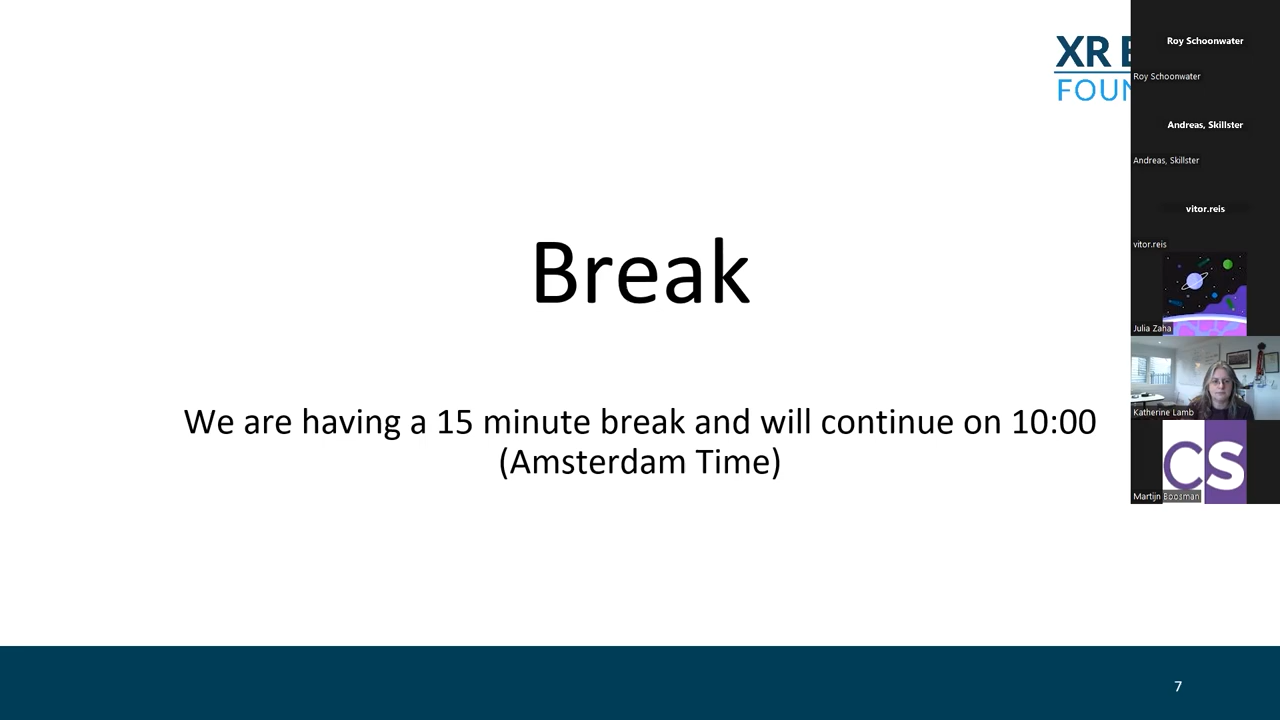 XR
FOUN
Break
We are having a 15 minute break and will continue on 10:00
(Amsterdam Time)
7
Roy Schoonwater
Roy Schoonwater
Andreas, Skillster
Andreas, Skillster
vitor.reis
vitor.reis
Julia Zaha
Katherine Lamb
CS
Martijn Boosman